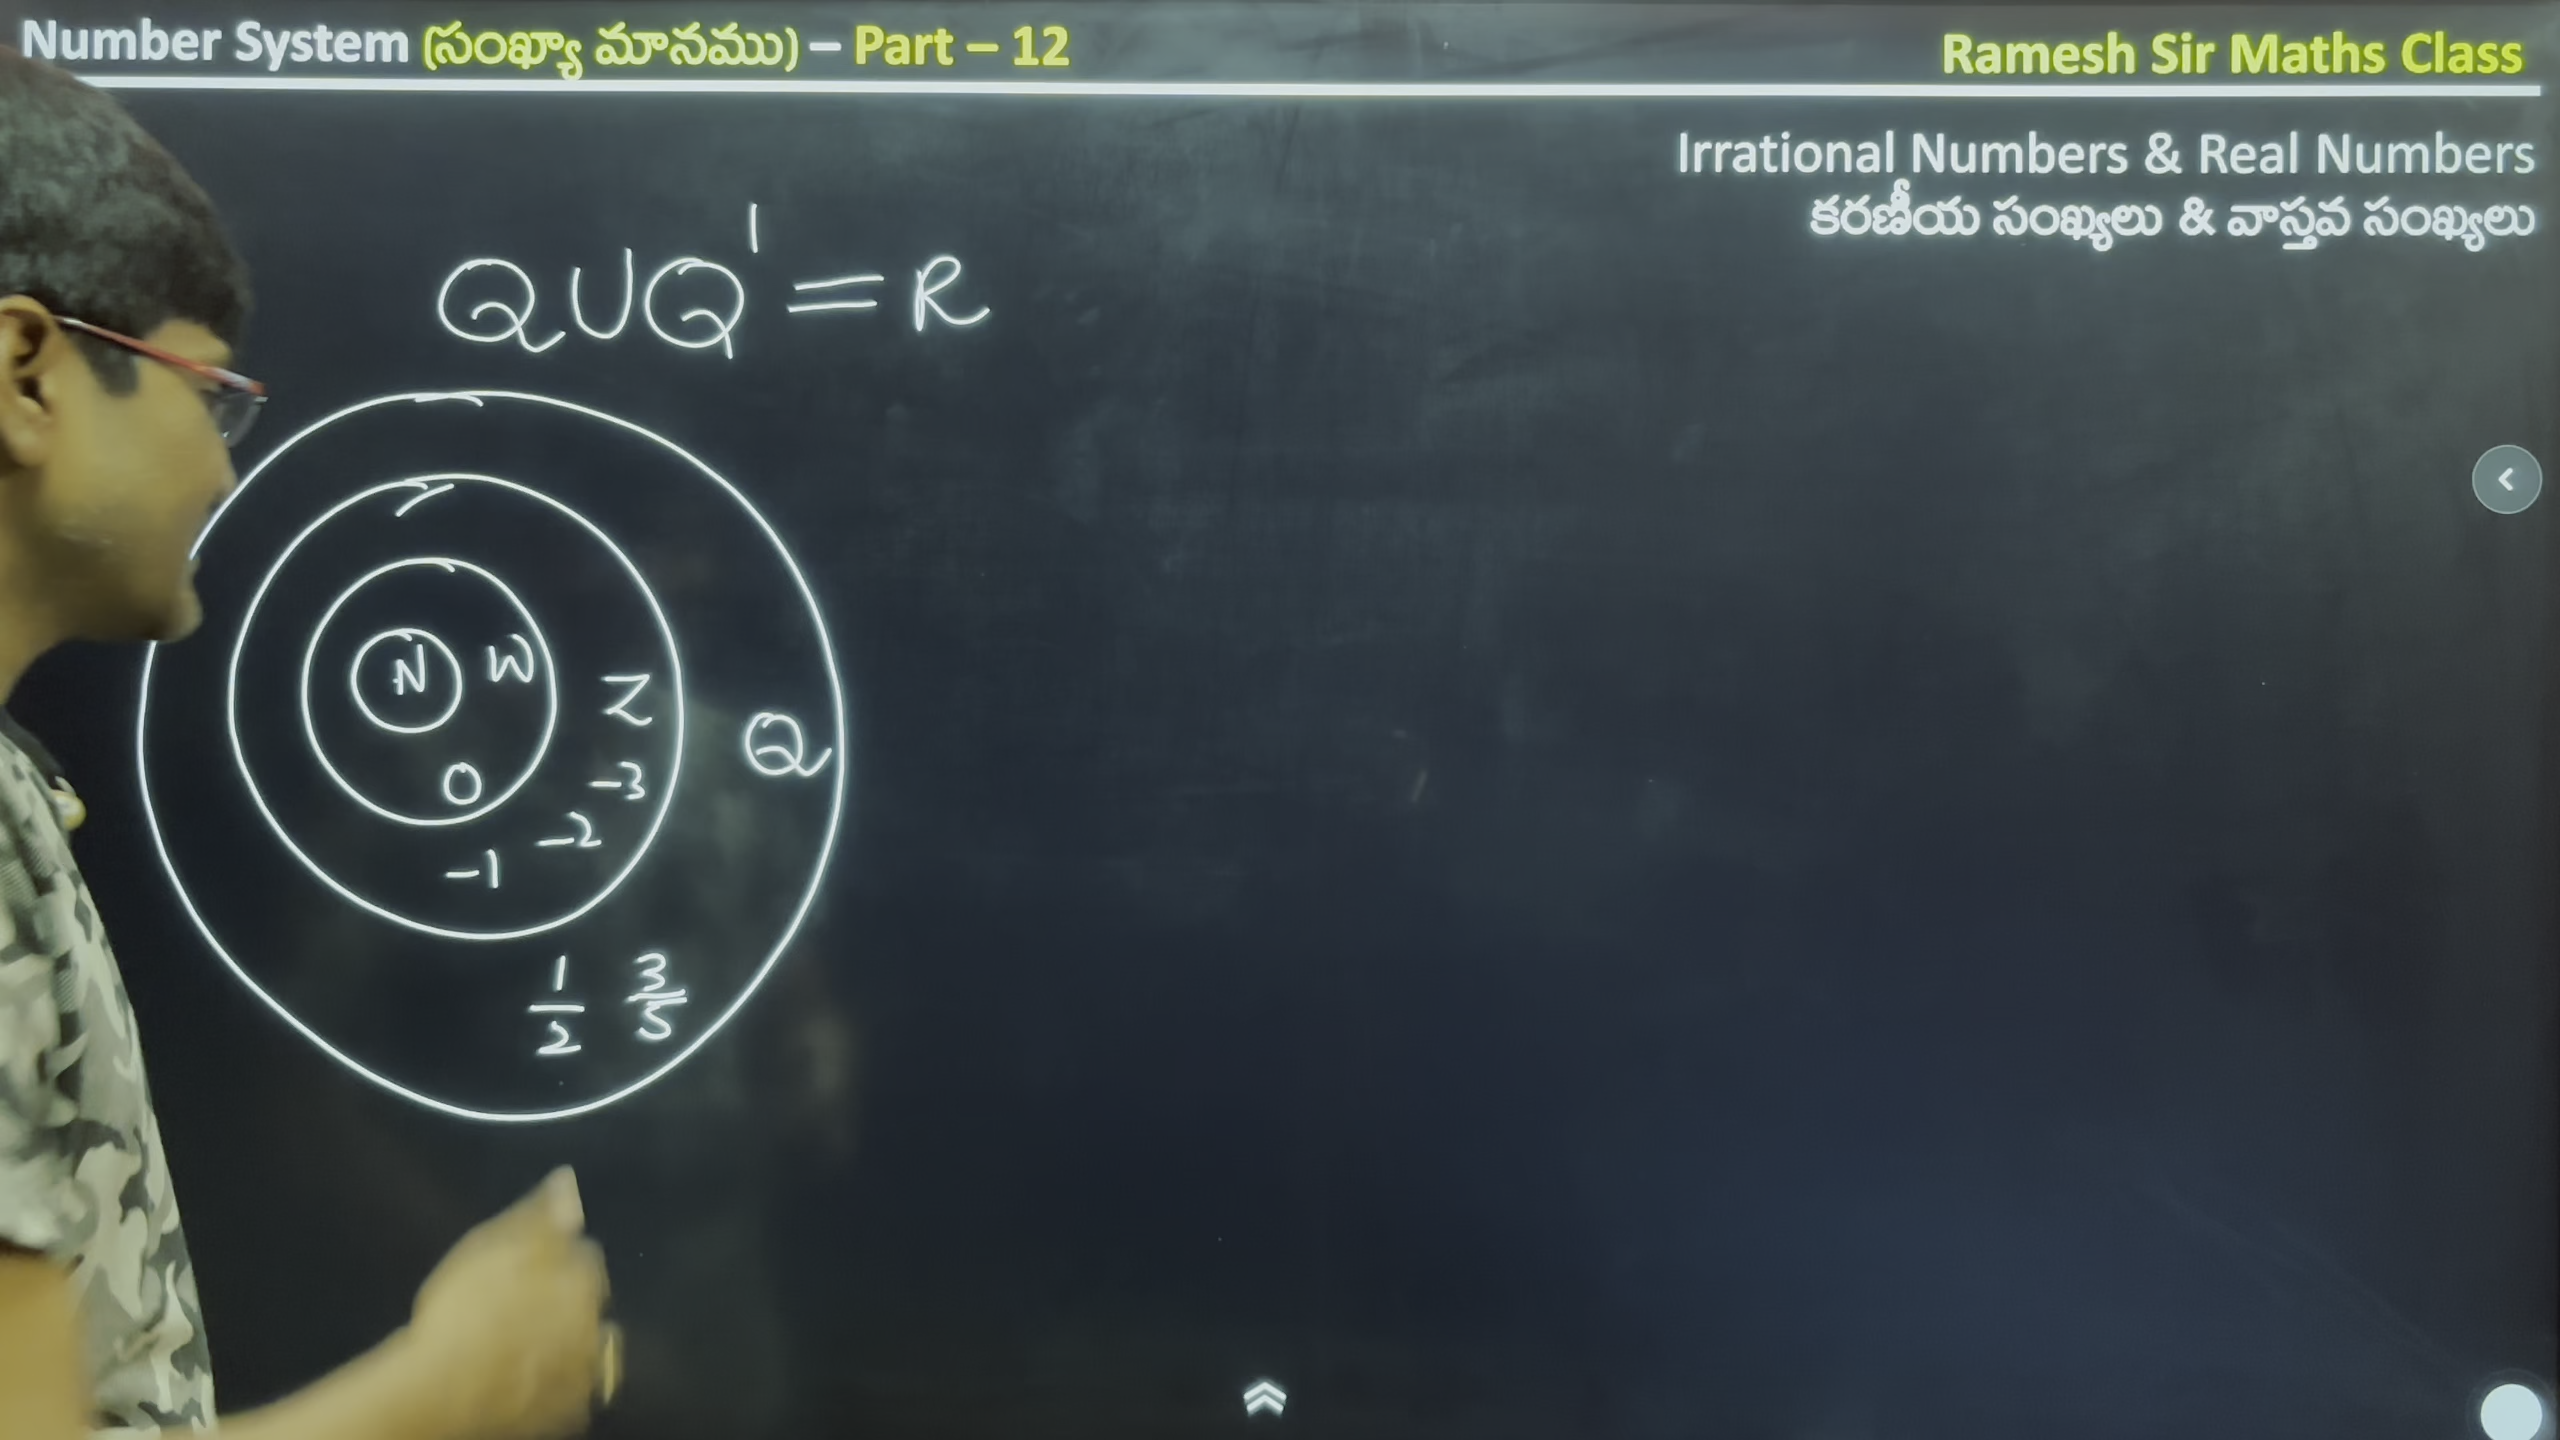 Number System (సంఖ్యా మానము) – Part – 12
Ramesh Sir Maths Class
Irrational Numbers & Real Numbers
కరణీయ సంఖ్యలు & వాస్తవ సంఖ్యలు
Q∪Q' = R
N W
Z
Q
0
-3
-2
-1
1/2 3/5